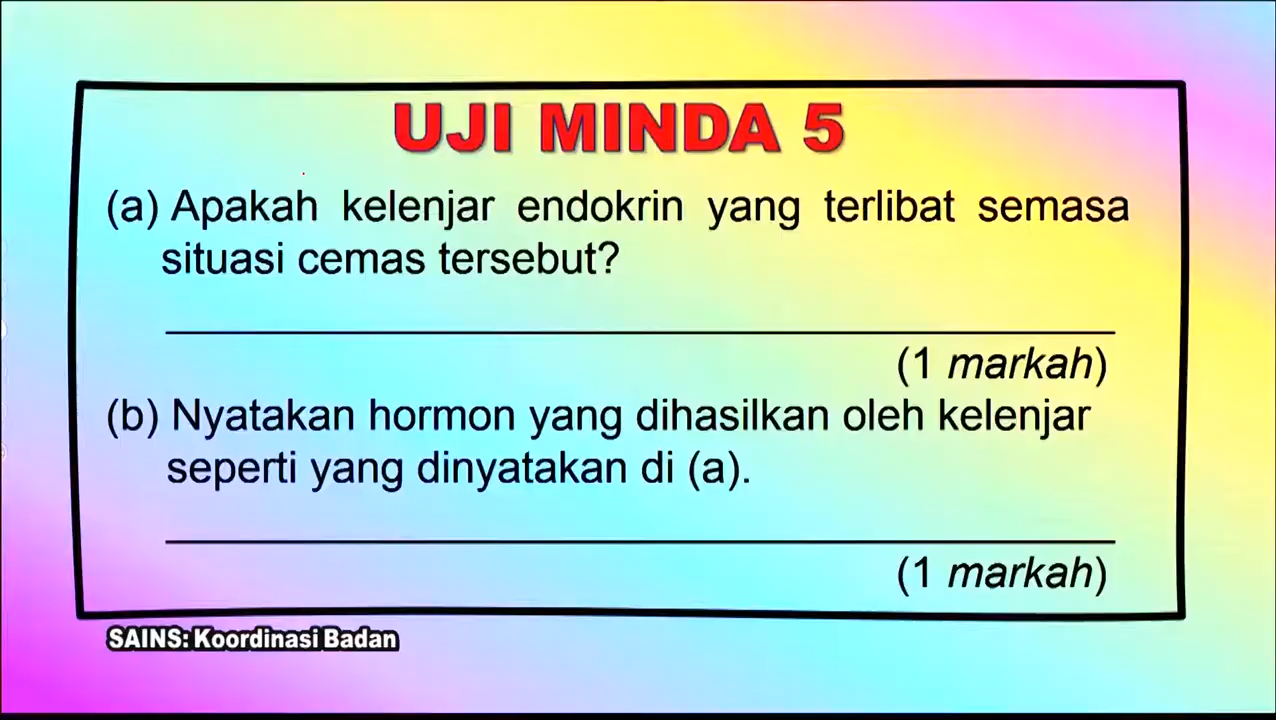 UJI MINDA 5
(a) Apakah kelenjar endokrin yang terlibat semasa
situasi cemas tersebut?
(1 markah)
(b) Nyatakan hormon yang dihasilkan oleh kelenjar
seperti yang dinyatakan di (a).
(1 markah)
SAINS: Koordinasi Badan